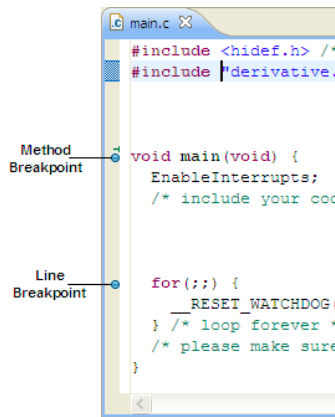 main.c
#include <hidef.h> /*
#include "derivative.
Method
Breakpoint
void main(void) {
EnableInterrupts;
/* include your cod
Line
Breakpoint
for(;;) {
__RESET_WATCHDOG(
} /* loop forever *
/* please make sure
}